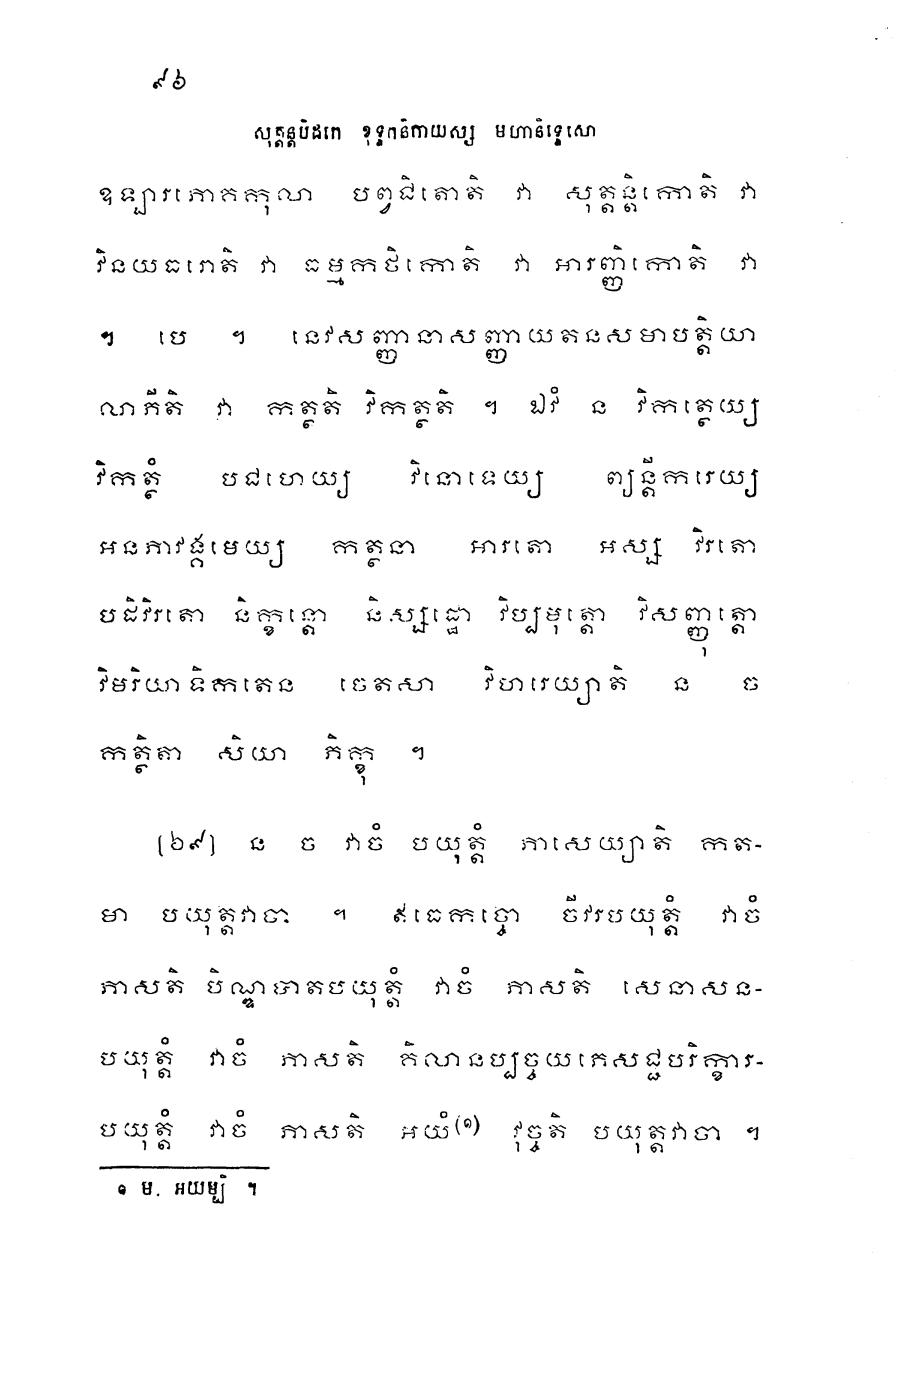 ៩៦
សុត្តន្តបិដកេ ខុទ្ទកនិកាយស្ស មហានិទ្ទេសោ
ឧឡារភោគកុលា បព្វជិតោតិ វា សុត្តន្តិកោតិ វា
វិនយធរោតិ វា ធម្មកថិកោតិ វា អារញ្ញិកោតិ វា
។ បេ ។ នេវសញ្ញានាសញ្ញាយតនសមាបត្តិយា
លាភីតិ វា កត្ថតិ វិកត្ថតិ ។ ឯវំ ន វិកត្ថេយ្យ
វិកត្ថំ បជហេយ្យ វិនោទេយ្យ ព្យន្តីករេយ្យ
អនភាវង្គមេយ្យ កត្ថនា អារតោ អស្ស វិរតោ
បដិវិរតោ និក្ខន្តោ និស្សដ្ឋោ វិប្បមុត្តោ វិសញ្ញុត្តោ
វិមរិយាទិកតេន ចេតសា វិហរេយ្យាតិ ន ច
កត្ថិតា សិយា ភិក្ខុ ។
[៦៩] ន ច វាចំ បយុត្តំ ភាសេយ្យាតិ កត-
មា បយុត្តវាចា ។ ឥធេកច្ចោ ចីវរបយុត្តំ វាចំ
ភាសតិ បិណ្ឌបាតបយុត្តំ វាចំ ភាសតិ សេនាសន-
បយុត្តំ វាចំ ភាសតិ គិលានប្បច្ចយភេសជ្ជបរិក្ខារ-
បយុត្តំ វាចំ ភាសតិ អយំ(១) វុច្ចតិ បយុត្តវាចា ។
១ ម. អយម្បិ ។